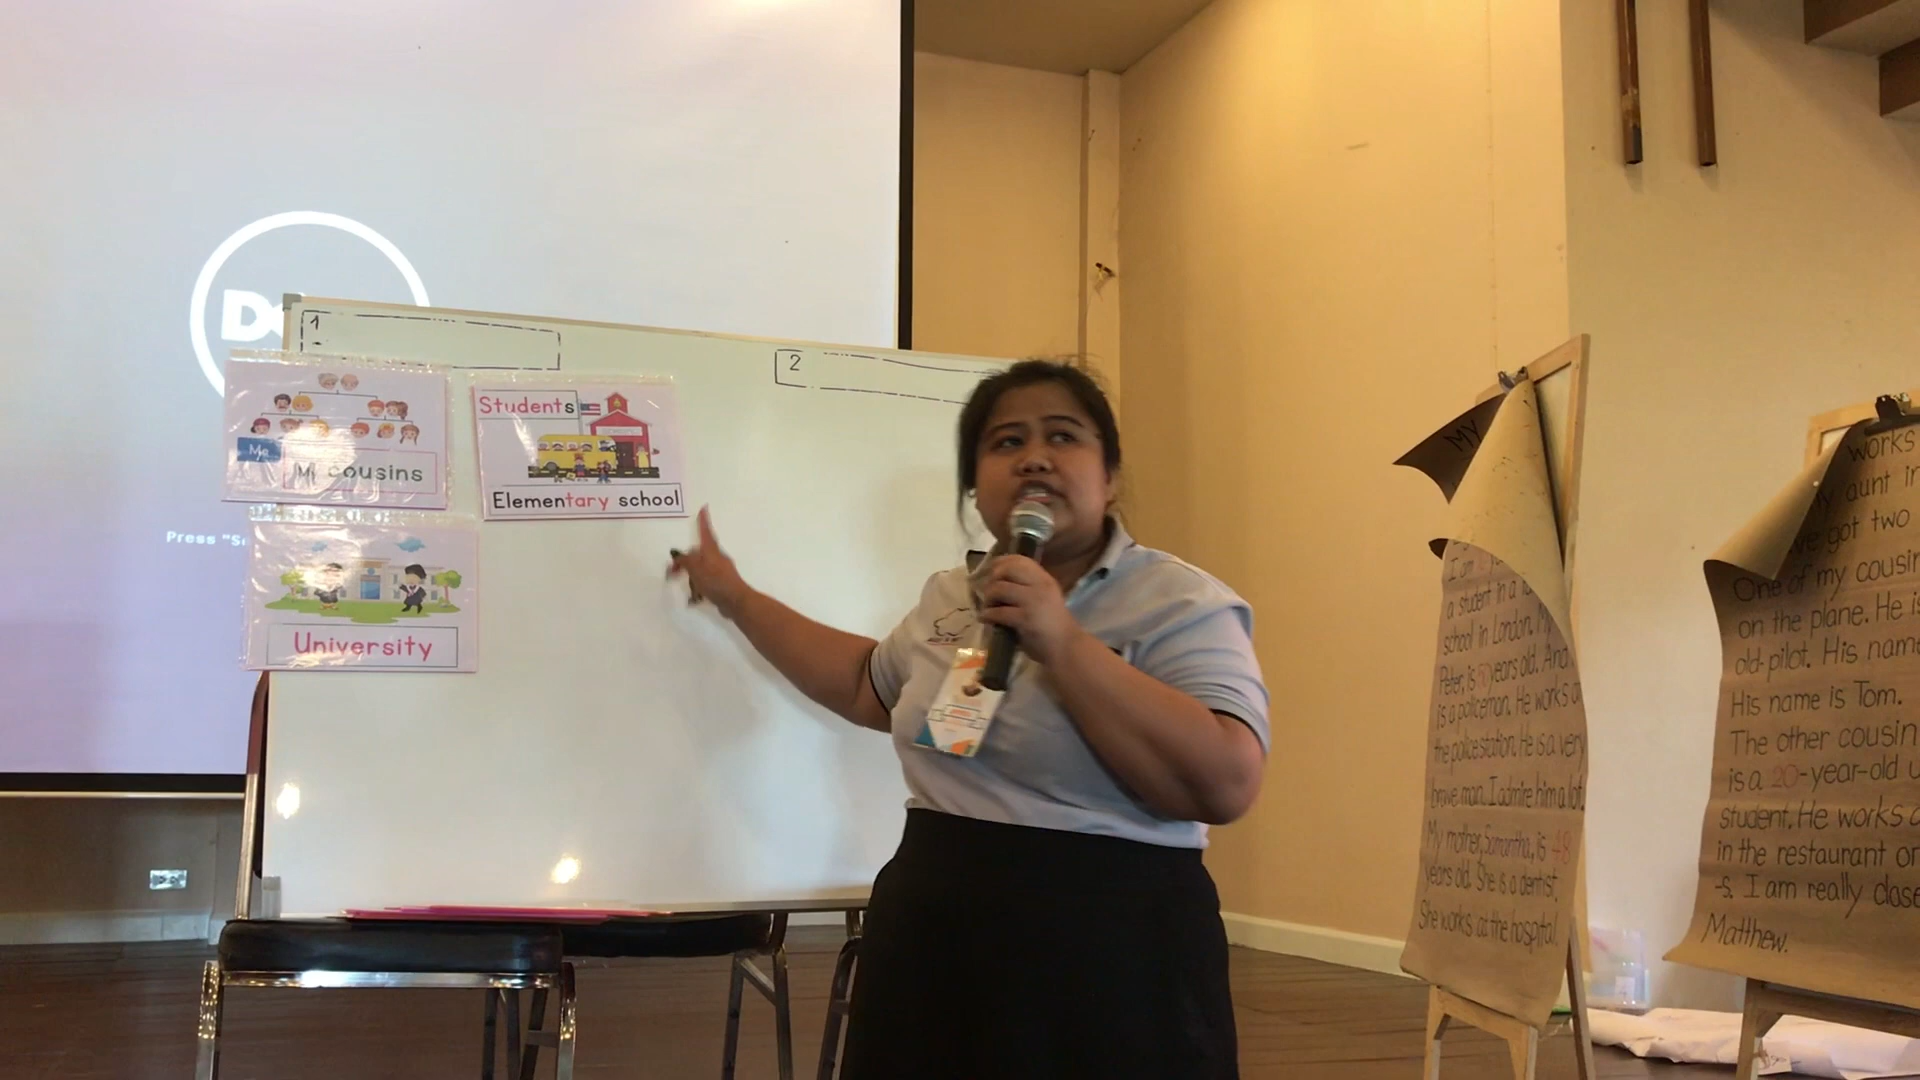 1
2
Me
My cousins
Students
SCHOOL
Elementary school
University
Press "S
MY
I am
a student in a
school in London. My
Peter, is 50 years old. And
is a policeman. He works a
the police station. He is a very
brave man. I admire him a lot.
My mother, Samantha, is 48
years old. She is a dentist.
She works at the hospital.
works
My aunt in
've got two
One of my cousin
on the plane. He is
old-pilot. His name
His name is Tom.
The other cousin
is a 20-year-old u
student. He works a
in the restaurant on
-s. I am really close
Matthew.